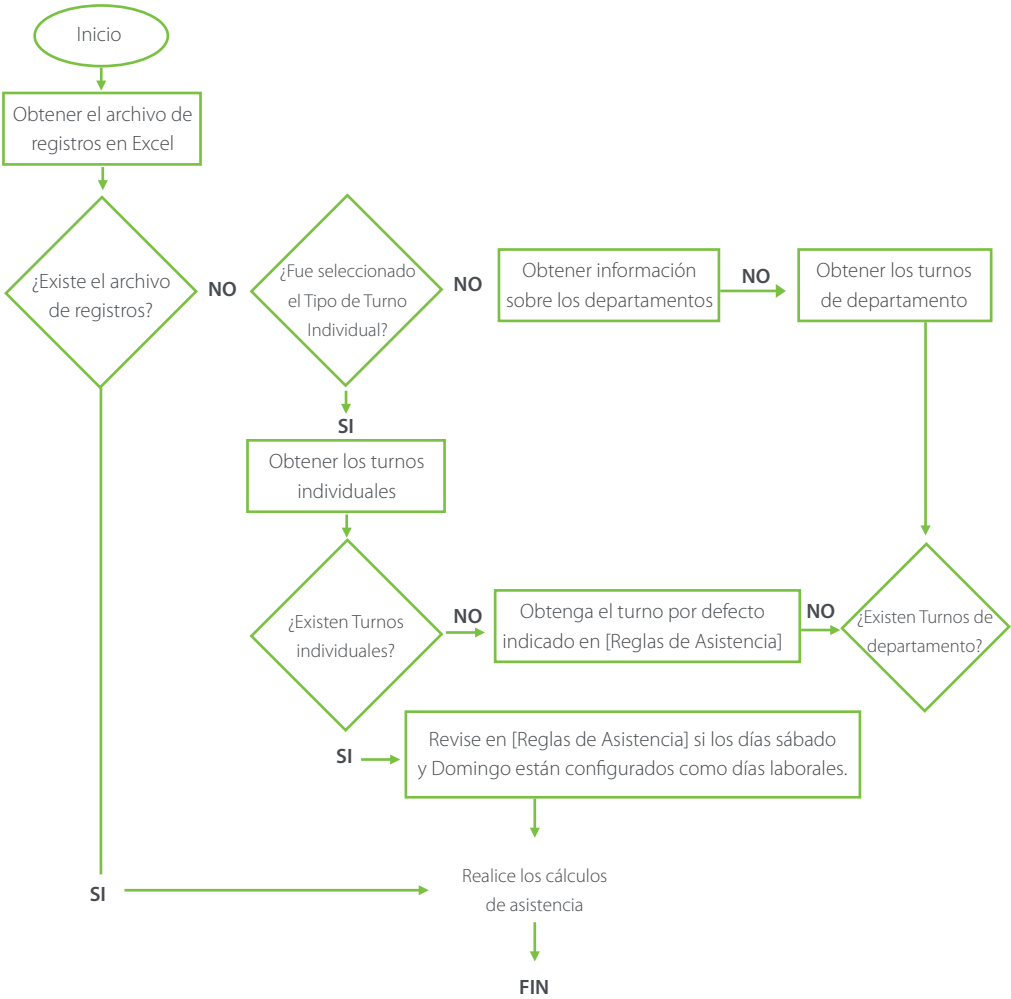 Inicio
Obtener el archivo de
registros en Excel
¿Existe el archivo
de registros?
NO
¿Fue seleccionado
el Tipo de Turno
Individual?
NO
Obtener información
sobre los departamentos
NO
Obtener los turnos
de departamento
SI
Obtener los turnos
individuales
¿Existen Turnos
individuales?
NO
Obtenga el turno por defecto
indicado en [Reglas de Asistencia]
NO
¿Existen Turnos de
departamento?
SI
Revise en [Reglas de Asistencia] si los días sábado
y Domingo están configurados como días laborales.
SI
Realice los cálculos
de asistencia
FIN